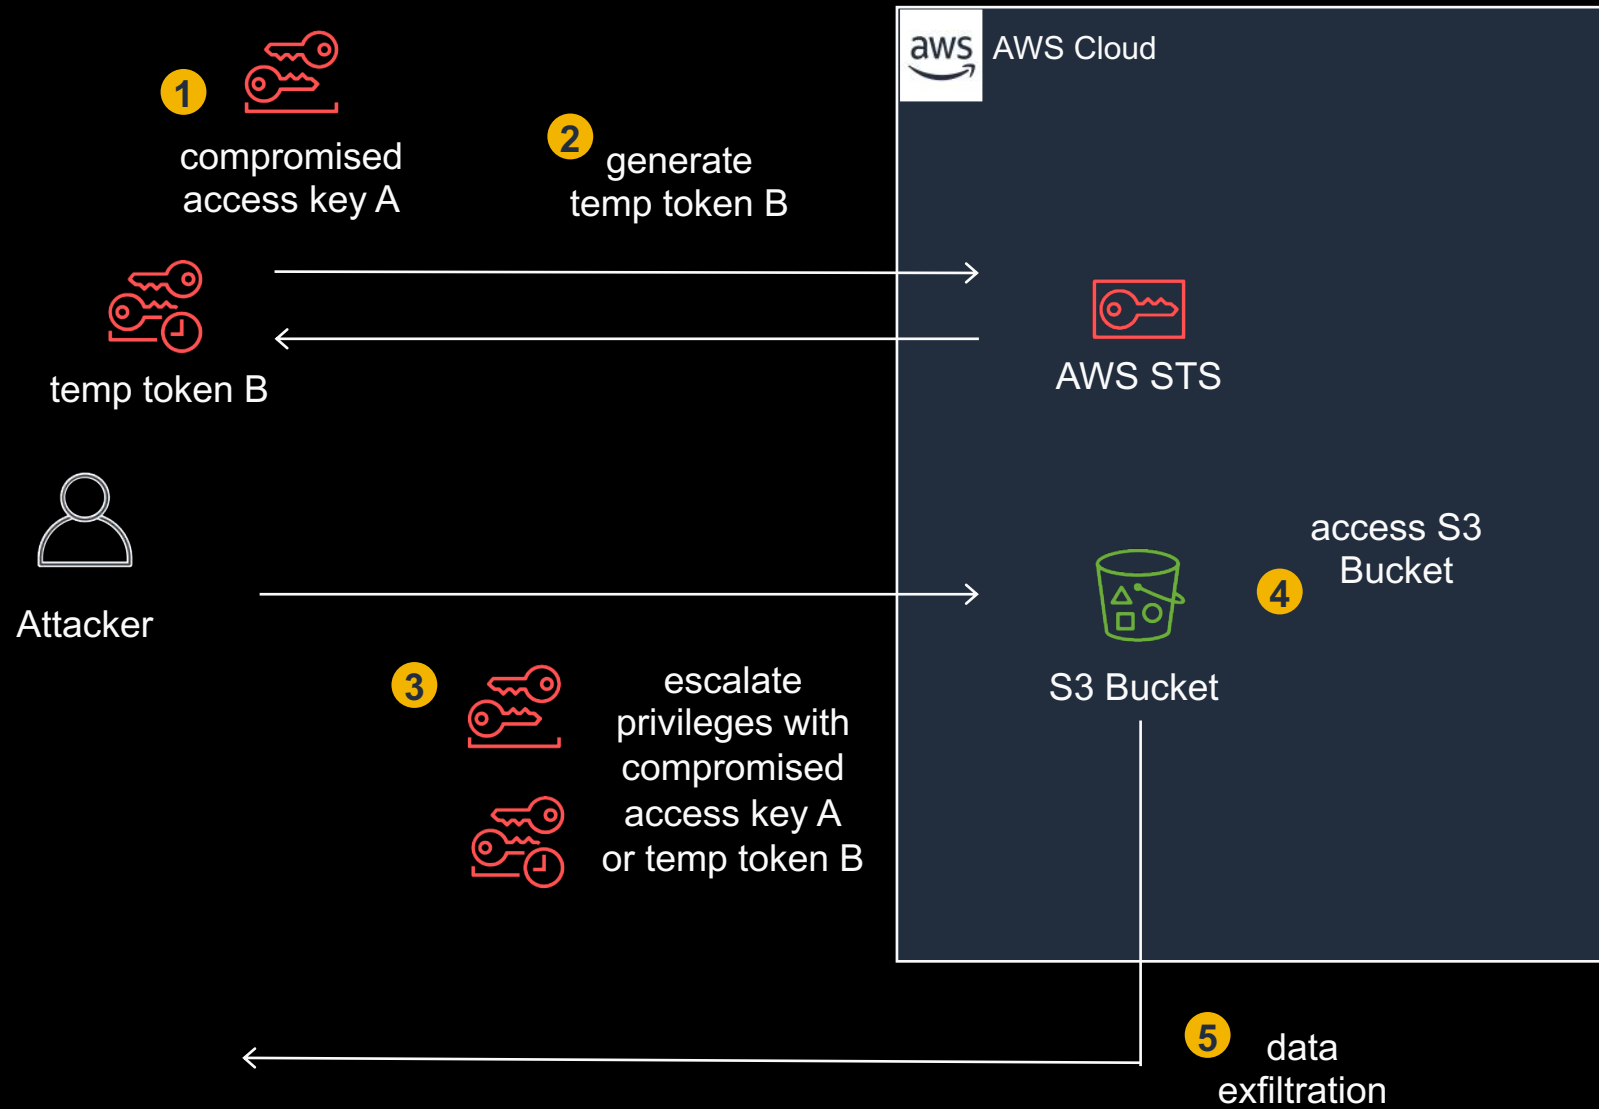 aws
AWS Cloud
1
compromised
access key A
2
generate
temp token B
temp token B
AWS STS
Attacker
access S3
Bucket
4
S3 Bucket
3
escalate
privileges with
compromised
access key A
or temp token B
5
data
exfiltration